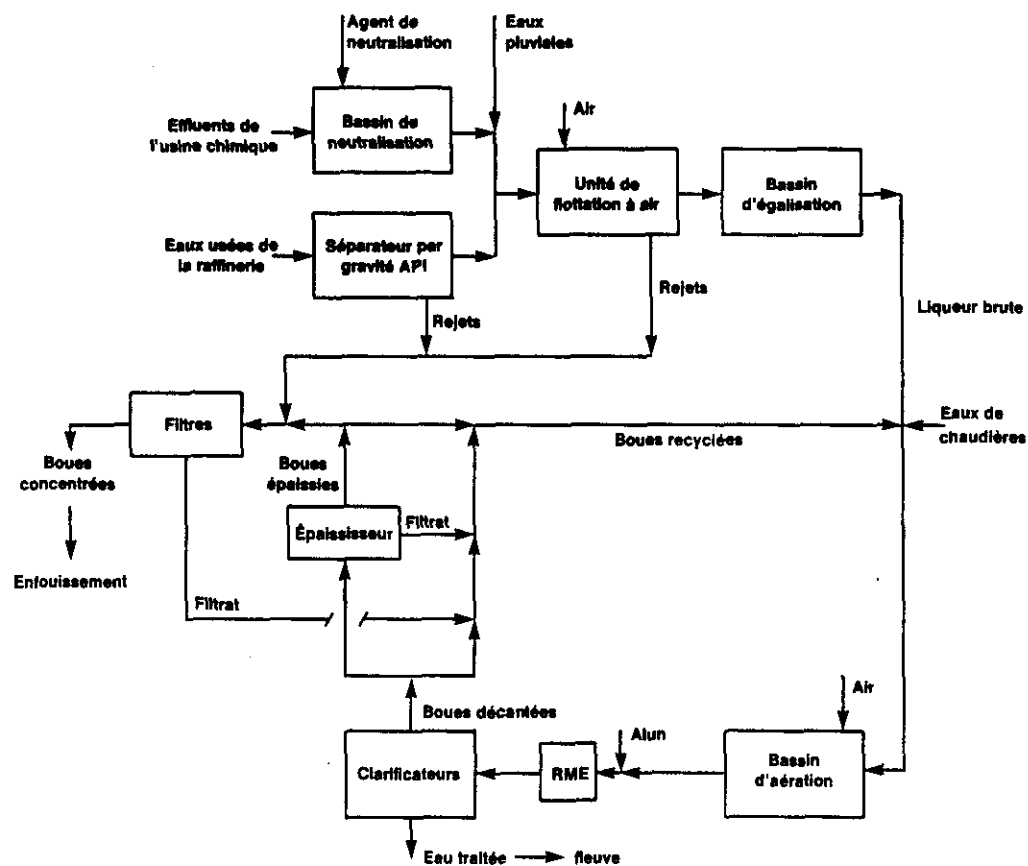 Agent de
neutralisation
Eaux
pluviales
Effluents de
l'usine chimique
Bassin de
neutralisation
Air
Unité de
flottation à air
Bassin
d'égalisation
Eaux usées de
la raffinerie
Séparateur par
gravité API
Rejets
Rejets
Liqueur brute
Filtres
Boues recyclées
Eaux de
chaudières
Boues
concentrées
Boues
épaissies
Épaississeur
Filtrat
Enfouissement
Filtrat
Boues décantées
Air
Alun
Clarificateurs
RME
Bassin
d'aération
Eau traitée
fleuve